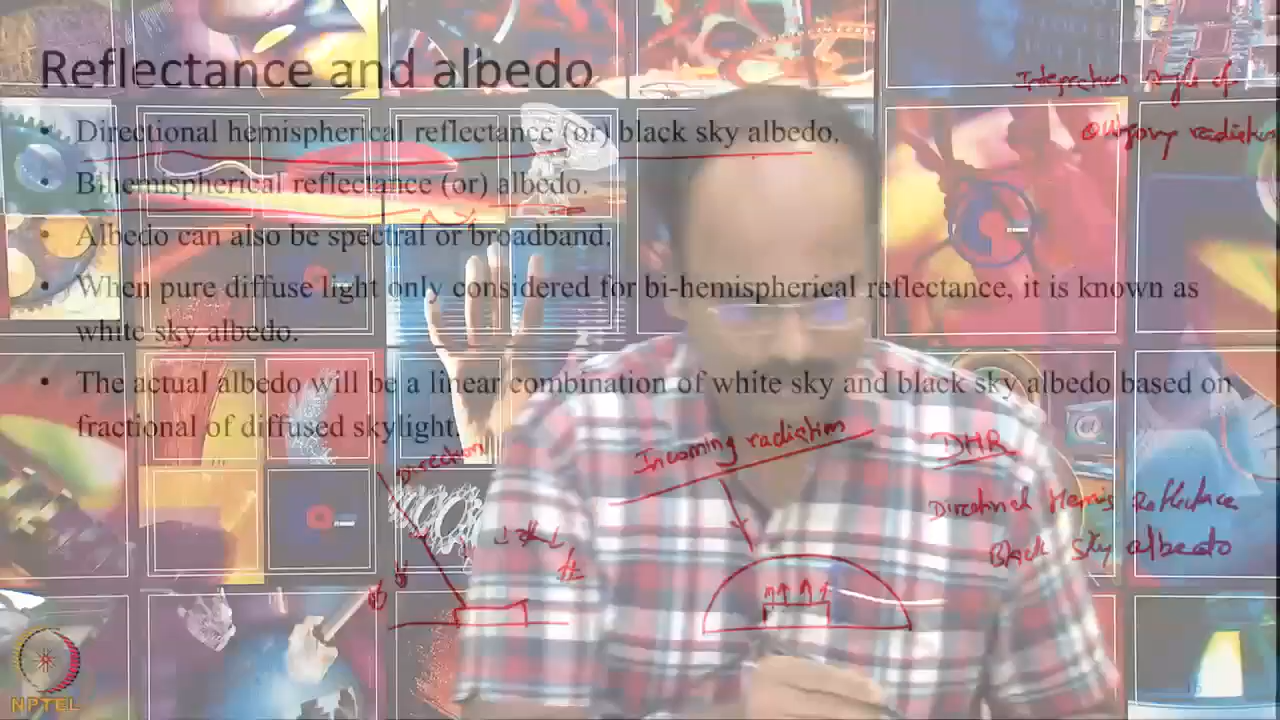 Reflectance and albedo
Integration angle of
Outgoing radiation
• Directional hemispherical reflectance (or) black sky albedo.
• Bihemispherical reflectance (or) albedo.
• Albedo can also be spectral or broadband.
• When pure diffuse light only considered for bi-hemispherical reflectance, it is known as
white sky albedo.
• The actual albedo will be a linear combination of white sky and black sky albedo based on
fractional of diffused skylight.
Direction
Incoming radiation
DHR
Directional Hemis Reflectance
Black sky albedo
NPTEL